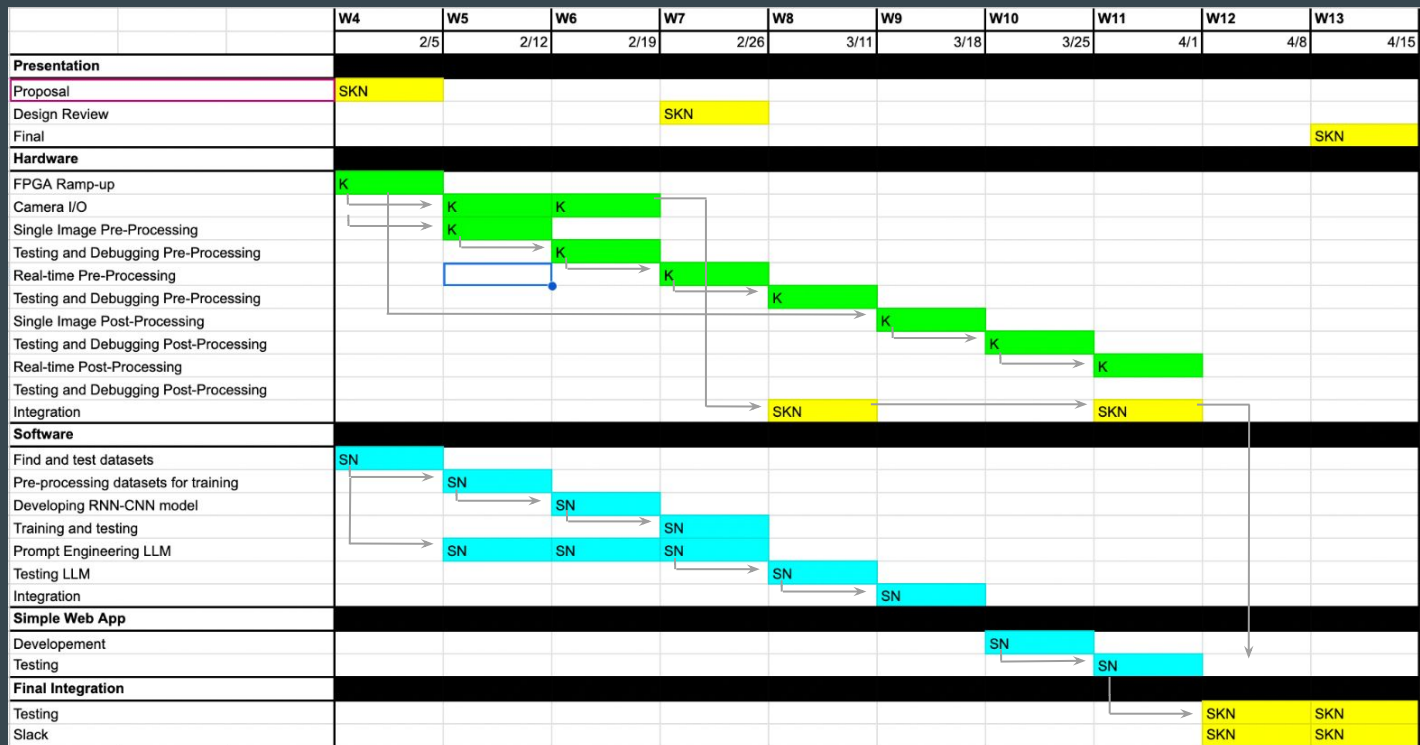 W4 W5 W6 W7 W8 W9 W10 W11 W12 W13
2/5 2/12 2/19 2/26 3/11 3/18 3/25 4/1 4/8 4/15
Presentation
Proposal SKN
Design Review SKN
Final SKN
Hardware
FPGA Ramp-up K
Camera I/O K K
Single Image Pre-Processing K
Testing and Debugging Pre-Processing K
Real-time Pre-Processing K
Testing and Debugging Pre-Processing K
Single Image Post-Processing K
Testing and Debugging Post-Processing K
Real-time Post-Processing K
Testing and Debugging Post-Processing
Integration SKN SKN
Software
Find and test datasets SN
Pre-processing datasets for training SN
Developing RNN-CNN model SN
Training and testing SN
Prompt Engineering LLM SN SN SN
Testing LLM SN
Integration SN
Simple Web App
Developement SN
Testing SN
Final Integration
Testing SKN SKN
Slack SKN SKN